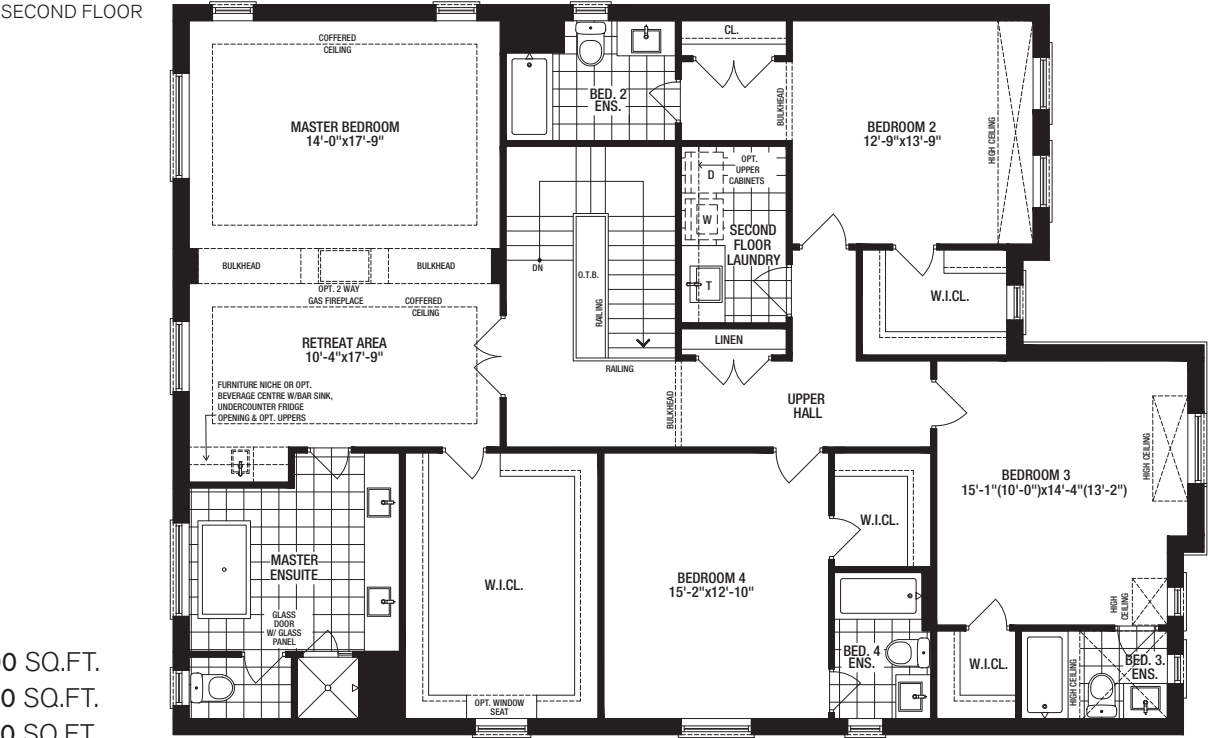 SECOND FLOOR
COFFERED
CEILING
MASTER BEDROOM
14'-0"x17'-9"
BED. 2
ENS.
CL.
BULKHEAD
BEDROOM 2
12'-9"x13'-9"
HIGH CEILING
OPT.
UPPER
CABINETS
D
W
SECOND
FLOOR
LAUNDRY
T
BULKHEAD
BULKHEAD
OPT. 2 WAY
GAS FIREPLACE
COFFERED
CEILING
DN
O.T.B.
RAILING
RAILING
LINEN
W.I.CL.
RETREAT AREA
10'-4"x17'-9"
FURNITURE NICHE OR OPT.
BEVERAGE CENTRE W/BAR SINK,
UNDERCOUNTER FRIDGE
OPENING & OPT. UPPERS
BULKHEAD
UPPER
HALL
BEDROOM 3
15'-1"(10'-0")x14'-4"(13'-2")
HIGH CEILING
MASTER
ENSUITE
GLASS
DOOR
W/ GLASS
PANEL
W.I.CL.
OPT. WINDOW
SEAT
BEDROOM 4
15'-2"x12'-10"
W.I.CL.
BED. 4
ENS.
W.I.CL.
HIGH
CEILING
HIGH CEILING
BED. 3.
ENS.
0 SQ.FT.
0 SQ.FT.
0 SQ.FT.